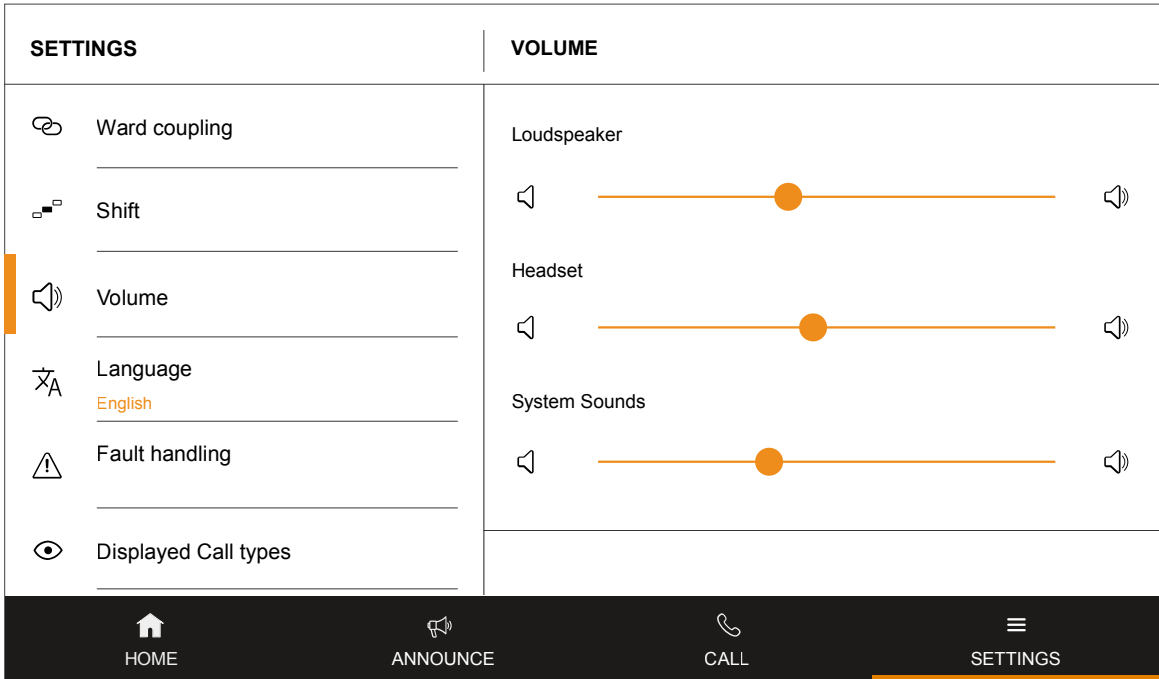 SETTINGS
VOLUME
Ward coupling
Shift
Volume
Language
English
Fault handling
Displayed Call types
Loudspeaker
Headset
System Sounds
HOME
ANNOUNCE
CALL
SETTINGS